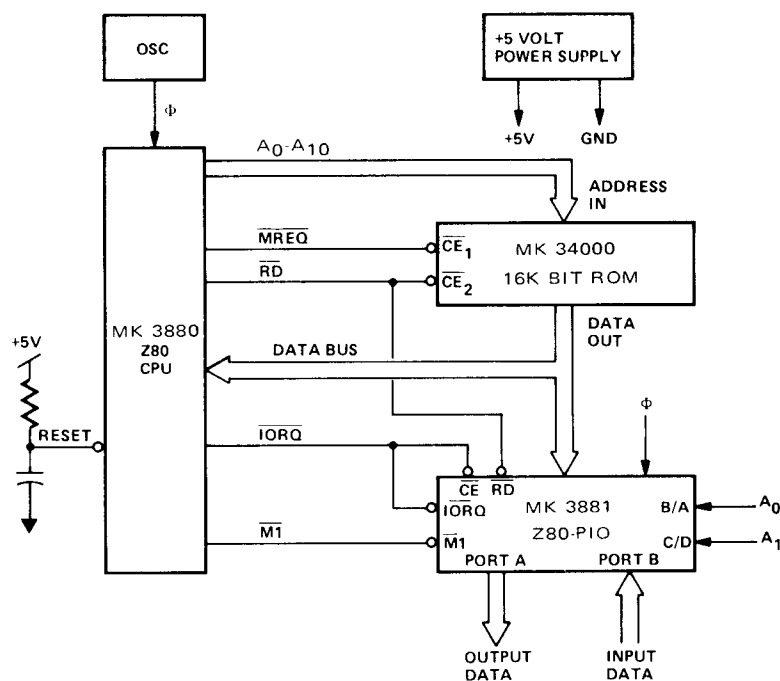 OSC
+5 VOLT
POWER SUPPLY
Φ
+5V
GND
A0-A10
ADDRESS
IN
MREQ
CE1
MK 34000
RD
CE2
16K BIT ROM
MK 3880
Z80
CPU
+5V
DATA BUS
DATA
OUT
RESET
IORQ
Φ
CE
RD
MK 3881
B/A
A0
IORQ
Z80-PIO
M1
M1
C/D
A1
PORT A
PORT B
OUTPUT
DATA
INPUT
DATA